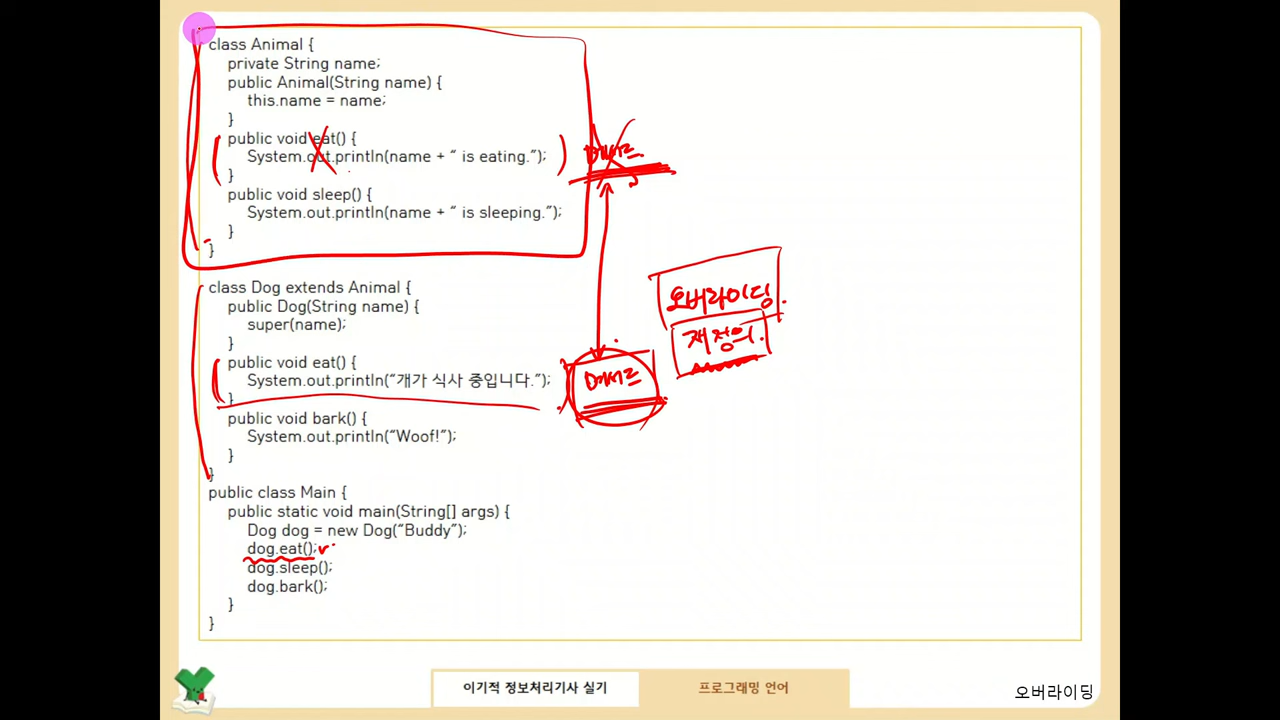 class Animal {
private String name;
public Animal(String name) {
this.name = name;
}
public void eat() {
System.out.println(name + “ is eating.”);
}
public void sleep() {
System.out.println(name + “ is sleeping.”);
}
}
메서드
class Dog extends Animal {
public Dog(String name) {
super(name);
}
public void eat() {
System.out.println(“개가 식사 중입니다.”);
}
public void bark() {
System.out.println(“Woof!”);
}
}
오버라이딩.
재정의.
메서드
public class Main {
public static void main(String[] args) {
Dog dog = new Dog(“Buddy”);
dog.eat();
dog.sleep();
dog.bark();
}
}
이기적 정보처리기사 실기
프로그래밍 언어
오버라이딩